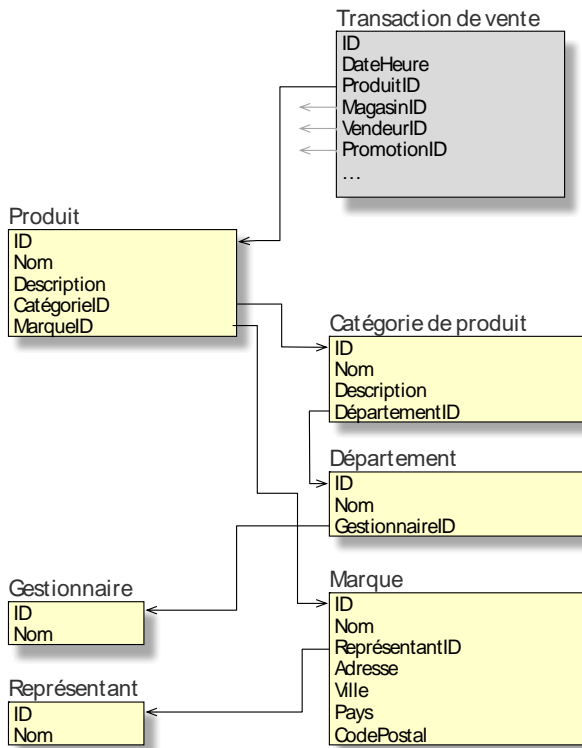 Transaction de vente
ID
DateHeure
ProduitID
MagasinID
VendeurID
PromotionID
...
Produit
ID
Nom
Description
CatégorieID
MarqueID
Catégorie de produit
ID
Nom
Description
DépartementID
Département
ID
Nom
GestionnaireID
Gestionnaire
ID
Nom
Marque
ID
Nom
ReprésentantID
Adresse
Ville
Pays
CodePostal
Représentant
ID
Nom